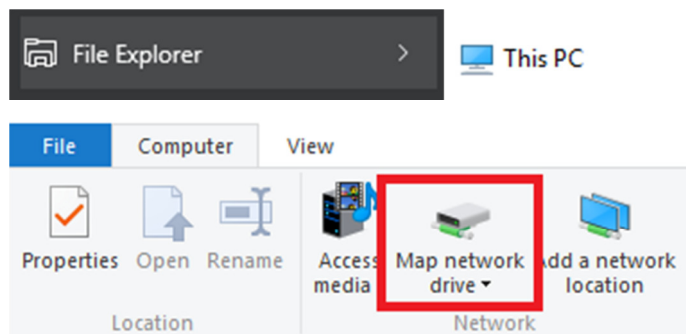 File Explorer
This PC
File Computer View
Properties Open Rename Access media Map network drive Add a network location
Location Network